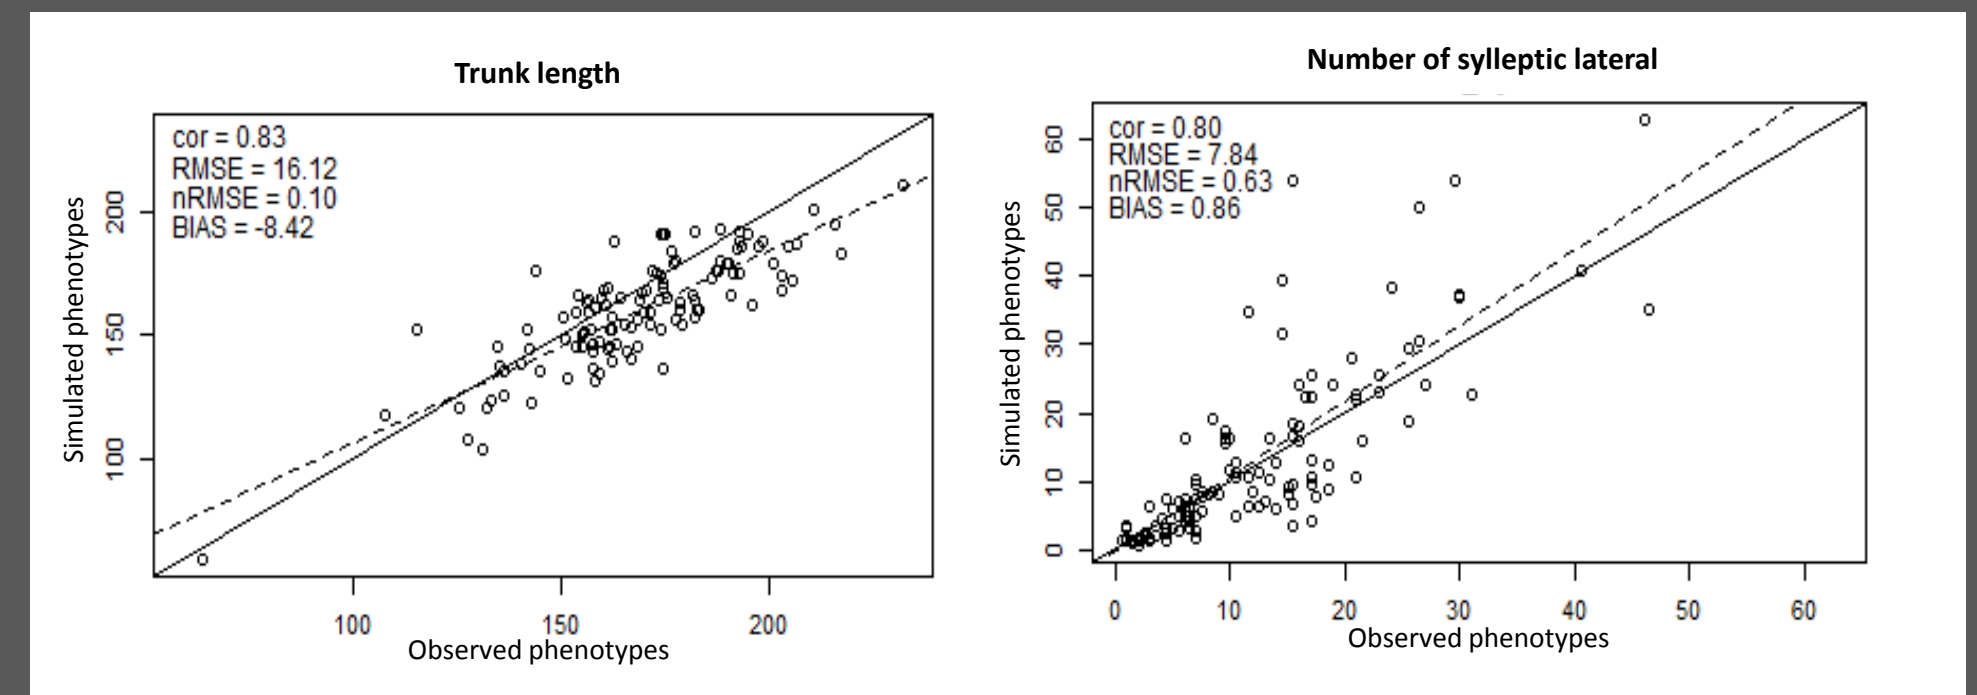 Trunk length
cor = 0.83
RMSE = 16.12
nRMSE = 0.10
BIAS = -8.42
Simulated phenotypes
200
150
100
100 150 200
Observed phenotypes
Number of sylleptic lateral
cor = 0.80
RMSE = 7.84
nRMSE = 0.63
BIAS = 0.86
Simulated phenotypes
60
50
40
30
20
10
0
0 10 20 30 40 50 60
Observed phenotypes